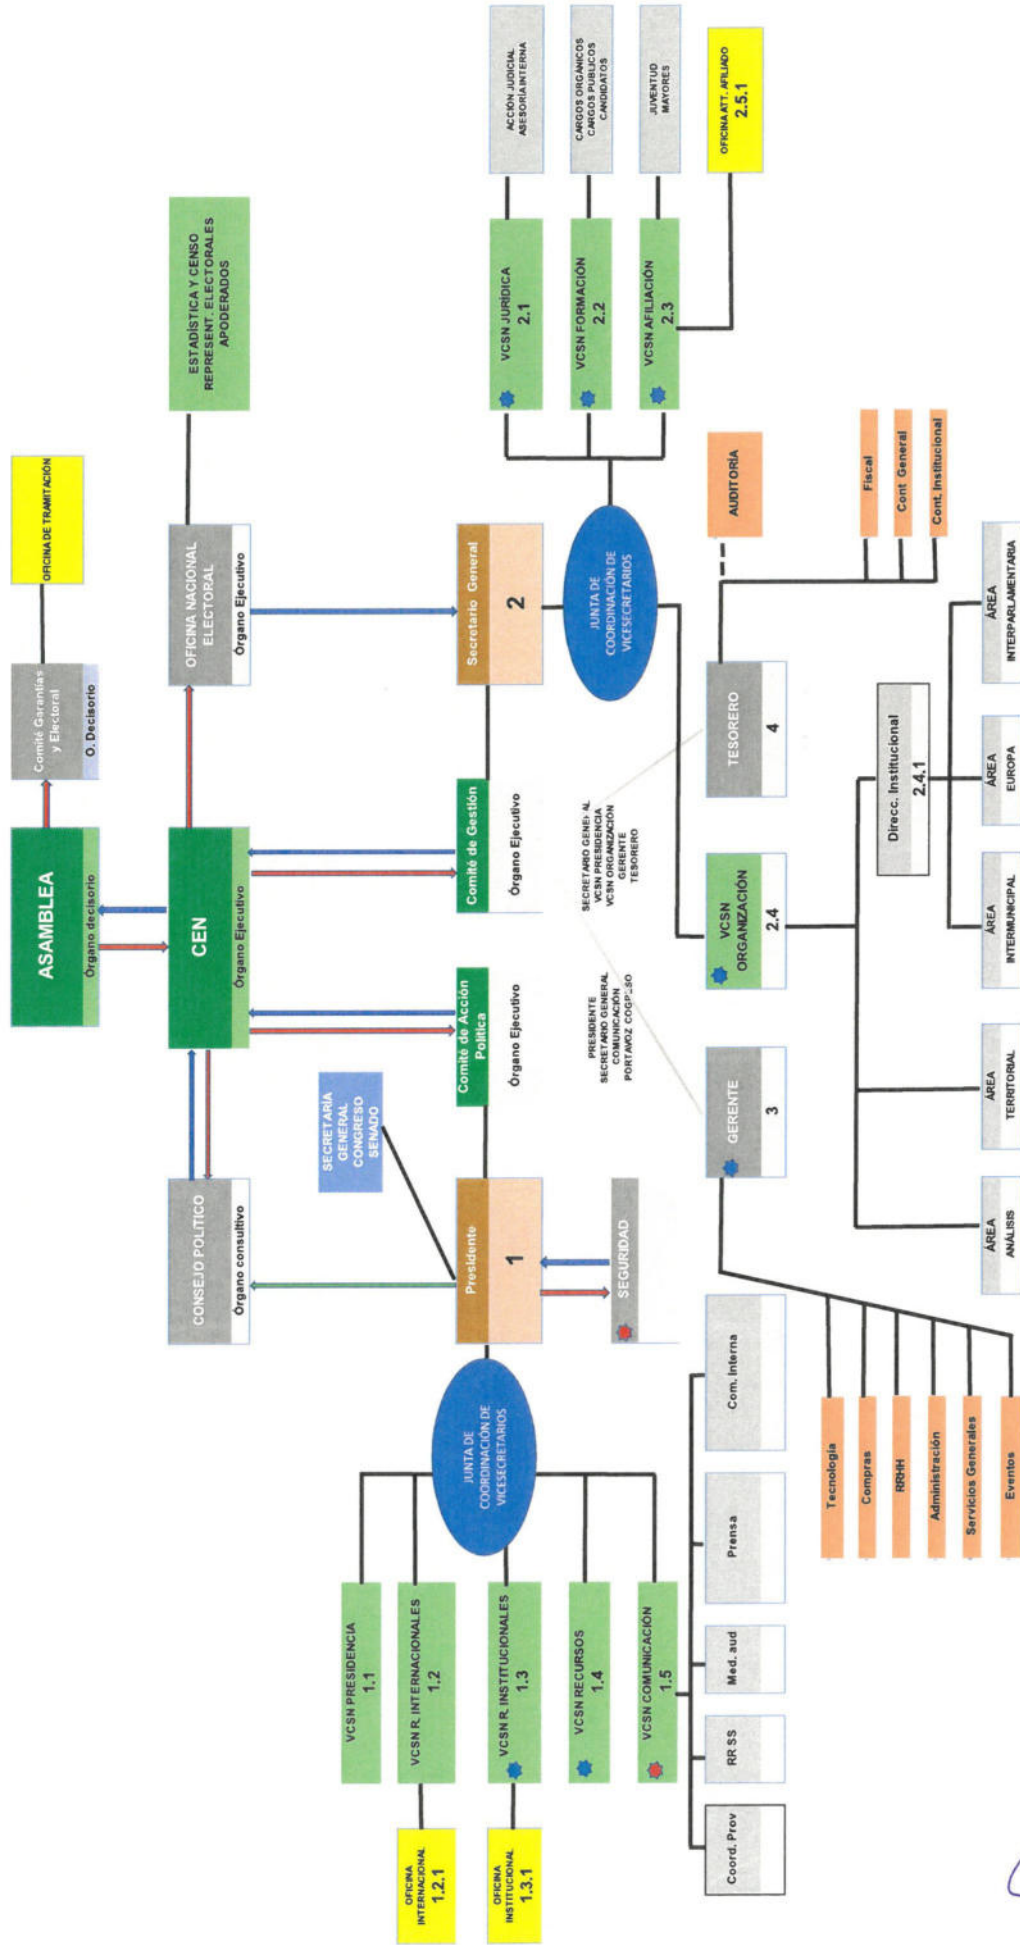 ASAMBLEA
Órgano decisorio
Comité Garantías
y Electoral
O. Decisorio
OFICINA DE TRAMITACIÓN
CONSEJO POLÍTICO
Órgano consultivo
CEN
Órgano Ejecutivo
OFICINA NACIONAL
ELECTORAL
Órgano Ejecutivo
ESTADÍSTICA Y CENSO
REPRESENT. ELECTORALES
APODERADOS
SECRETARÍA
GENERAL
CONGRESO
SENADO
Presidente
1
Comité de Acción
Política
Órgano Ejecutivo
Comité de Gestión
Órgano Ejecutivo
Secretario General
2
JUNTA DE
COORDINACIÓN DE
VICESECRETARIOS
VCSN PRESIDENCIA
1.1
VCSN R. INTERNACIONALES
1.2
VCSN R. INSTITUCIONALES
1.3
VCSN RECURSOS
1.4
VCSN COMUNICACIÓN
1.5
OFICINA
INTERNACIONAL
1.2.1
OFICINA
INSTITUCIONAL
1.3.1
Coord. Prov
RR SS
Med. aud
Prensa
Com. Interna
SEGURIDAD
PRESIDENTE
SECRETARIO GENERAL
COMUNICACIÓN
SECRETARIO
VCSN PRESIDENCIA
VCSN ORGANIZACIÓN
GERENTE
TESORERO
JUNTA DE
COORDINACIÓN DE
VICESECRETARIOS
VCSN JURÍDICA
2.1
VCSN FORMACIÓN
2.2
VCSN AFILIACIÓN
2.3
ACCIÓN JUDICIAL
ASESORÍA INTERNA
CARGOS ORGÁNICOS
CARGOS PUBLICOS
CANDIDATOS
JUVENTUD
MAYORES
OFICINA ATT. AFILIADO
2.5.1
GERENTE
3
VCSN
ORGANIZACIÓN
2.4
TESORERO
4
AUDITORÍA
Tecnología
Compras
RRHH
Administración
Servicios Generales
Eventos
Fiscal
Cont General
Cont. Institucional
Direcc. Institucional
2.4.1
ÁREA
ANÁLISIS
ÁREA
TERRITORIAL
ÁREA
INTERMUNICIPAL
ÁREA
EUROPA
ÁREA
INTERPARLAMENTARIA